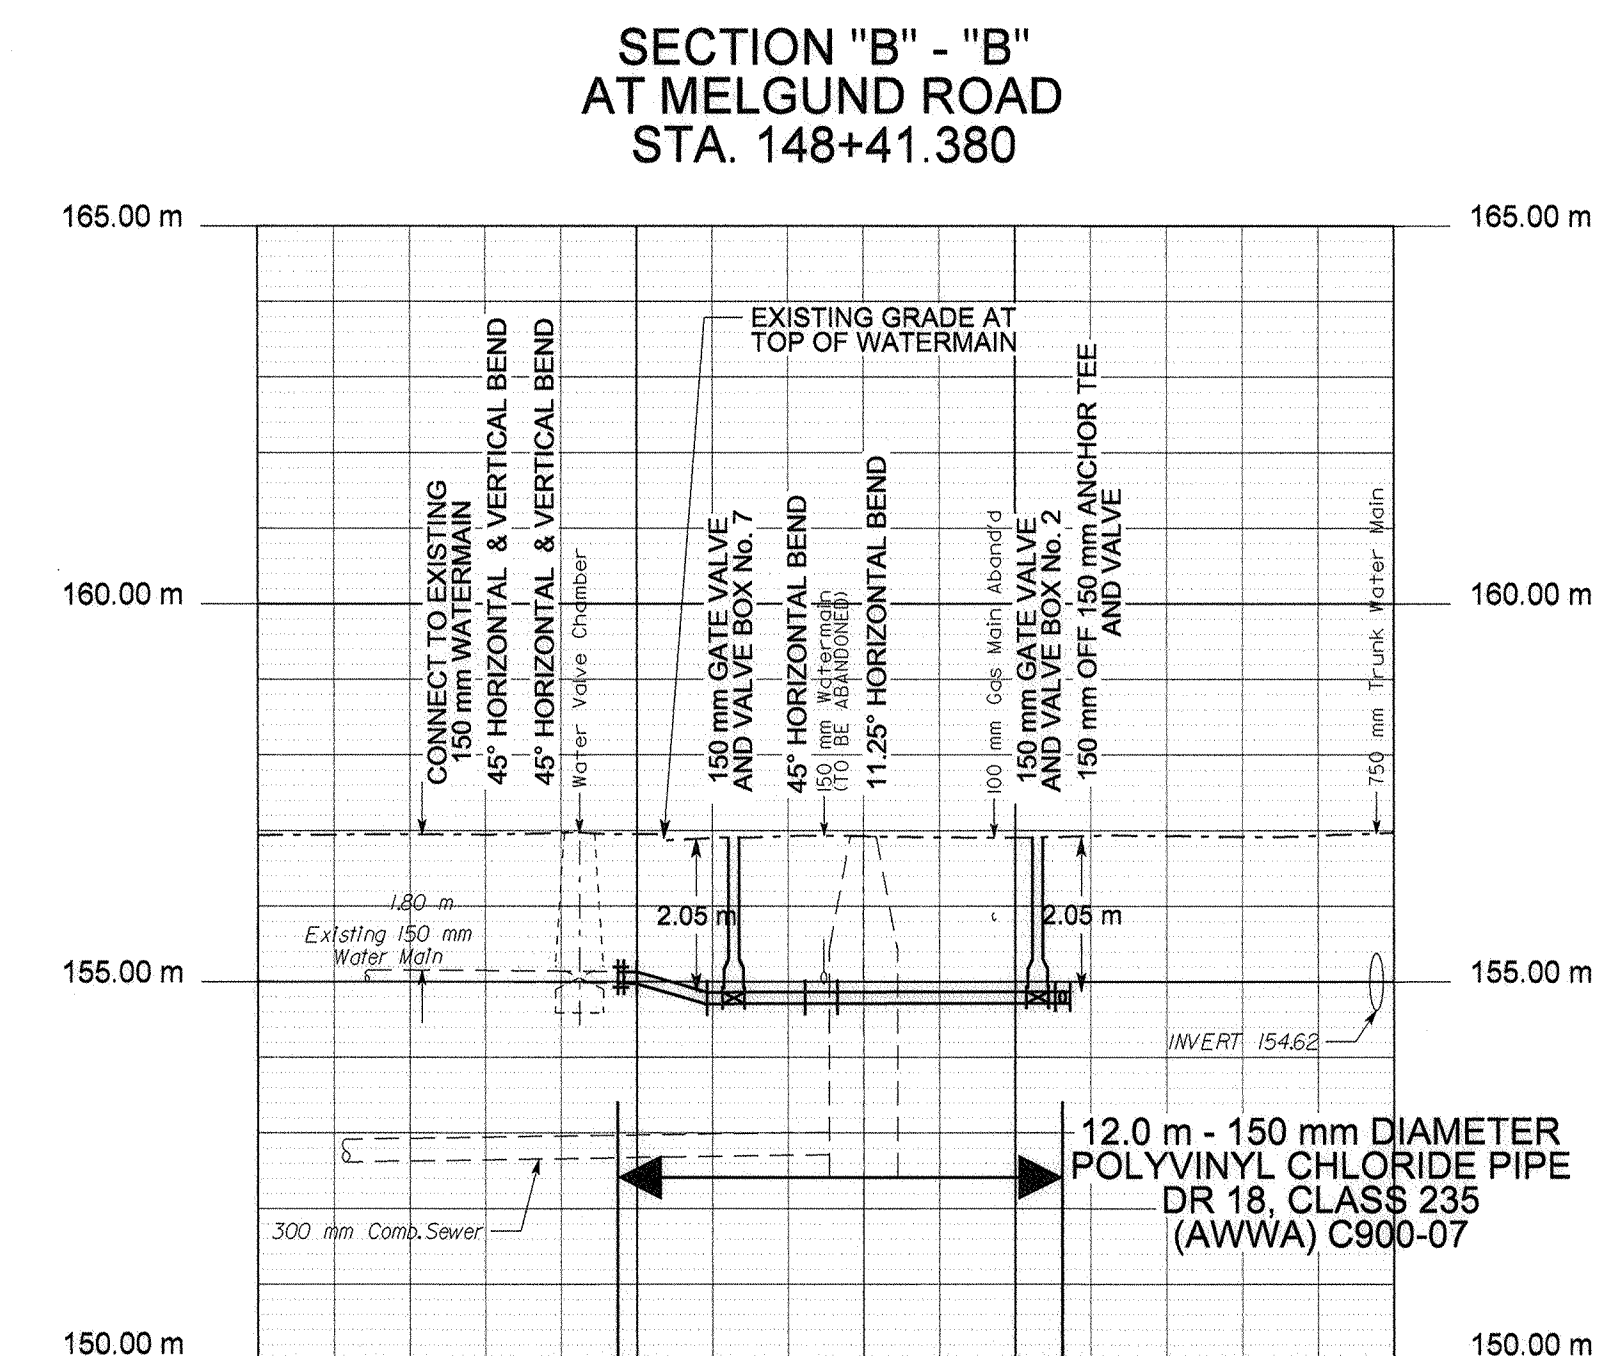 SECTION "B" - "B"
AT MELGUND ROAD
STA. 148+41.380
165.00 m
165.00 m
EXISTING GRADE AT
TOP OF WATERMAIN
160.00 m
160.00 m
CONNECT TO EXISTING
150 mm WATERMAIN
45° HORIZONTAL & VERTICAL BEND
45° HORIZONTAL & VERTICAL BEND
Water Valve Chamber
150 mm GATE VALVE
AND VALVE BOX No. 7
45° HORIZONTAL BEND
150 mm Watermain
(TO BE ABANDONED)
11.25° HORIZONTAL BEND
100 mm Gas Main Aband'd
150 mm GATE VALVE
AND VALVE BOX No. 2
150 mm OFF 150 mm ANCHOR TEE
AND VALVE
750 mm Trunk Water Main
1.80 m
Existing 150 mm
Water Main
2.05 m
2.05 m
155.00 m
155.00 m
INVERT 154.62
12.0 m - 150 mm DIAMETER
POLYVINYL CHLORIDE PIPE
DR 18, CLASS 235
(AWWA) C900-07
300 mm Comb.Sewer
150.00 m
150.00 m